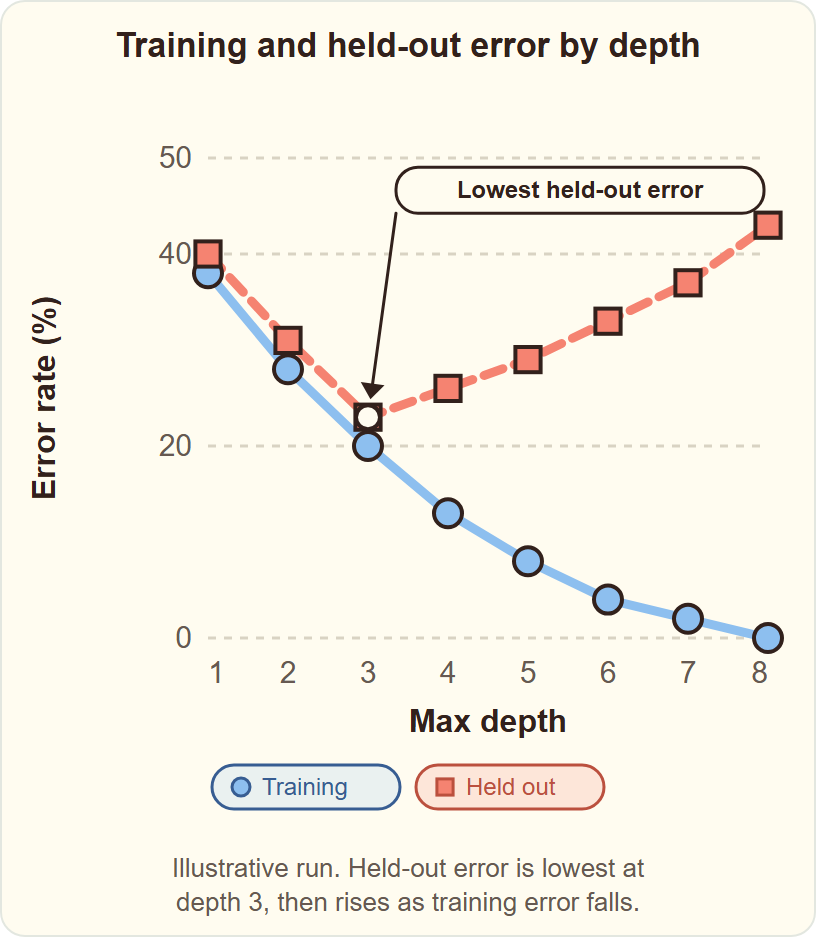 Training and held-out error by depth
50
Lowest held-out error
40
20
0
Error rate (%)
1 2 3 4 5 6 7 8
Max depth
Training Held out
Illustrative run. Held-out error is lowest at
depth 3, then rises as training error falls.